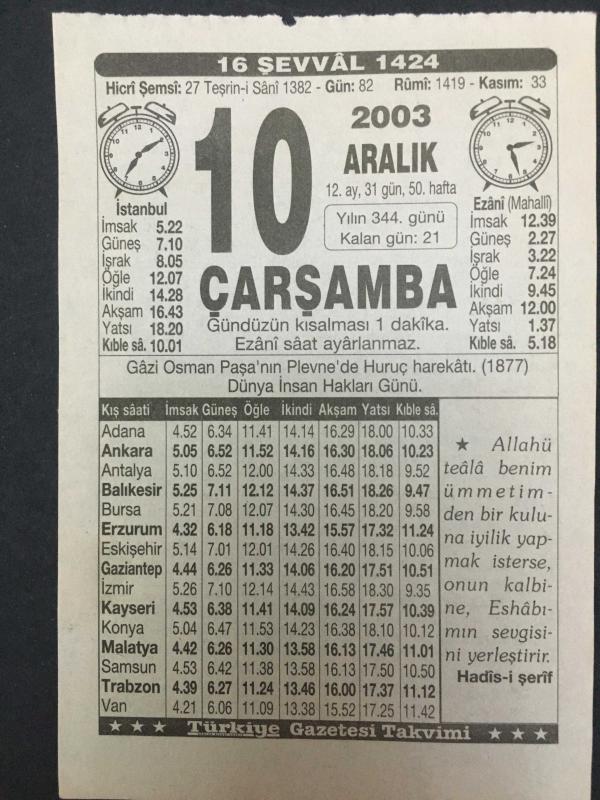 16 ŞEVVÂL 1424
Hicrî Şemsî: 27 Teşrin-i Sânî 1382 - Gün: 82 Rûmî: 1419 - Kasım: 33
10
2003
ARALIK
12. ay, 31 gün, 50. hafta
Yılın 344. günü
Kalan gün: 21
ÇARŞAMBA
Gündüzün kısalması 1 dakîka.
Ezânî sâat ayârlanmaz.
İstanbul
İmsak 5.22
Güneş 7.10
Işrak 8.05
Öğle 12.07
İkindi 14.28
Akşam 16.43
Yatsı 18.20
Kıble sâ. 10.01
Ezânî (Mahallî)
İmsak 12.39
Güneş 2.27
Işrak 3.22
Öğle 7.24
İkindi 9.45
Akşam 12.00
Yatsı 1.37
Kıble sâ. 5.18
Gâzi Osman Paşa'nın Plevne'de Huruç harekâtı. (1877)
Dünya İnsan Hakları Günü.
Kış sâati İmsak Güneş Öğle İkindi Akşam Yatsı Kıble sâ.
Adana 4.52 6.34 11.41 14.14 16.29 18.00 10.33
Ankara 5.05 6.52 11.52 14.16 16.30 18.06 10.23
Antalya 5.10 6.52 12.00 14.33 16.48 18.18 9.52
Balıkesir 5.25 7.11 12.12 14.37 16.51 18.26 9.47
Bursa 5.21 7.08 12.07 14.30 16.45 18.20 9.58
Erzurum 4.32 6.18 11.18 13.42 15.57 17.32 11.24
Eskişehir 5.14 7.01 12.01 14.26 16.40 18.15 10.06
Gaziantep 4.44 6.26 11.33 14.06 16.20 17.51 10.51
İzmir 5.26 7.10 12.14 14.43 16.58 18.30 9.35
Kayseri 4.53 6.38 11.41 14.09 16.24 17.57 10.39
Konya 5.04 6.47 11.53 14.23 16.38 18.10 10.12
Malatya 4.42 6.26 11.30 13.58 16.13 17.46 11.01
Samsun 4.53 6.42 11.38 13.58 16.13 17.50 10.50
Trabzon 4.39 6.27 11.24 13.46 16.00 17.37 11.12
Van 4.21 6.06 11.09 13.38 15.52 17.25 11.42
★ Allahü
teâlâ benim
ümmetim-
den bir kulu-
na iyilik yap-
mak isterse,
onun kalbi-
ne, Eshâbı-
mın sevgisi-
ni yerleştirir.
Hadîs-i şerîf
★ ★ ★ Türkiye Gazetesi Takvimi ★ ★ ★